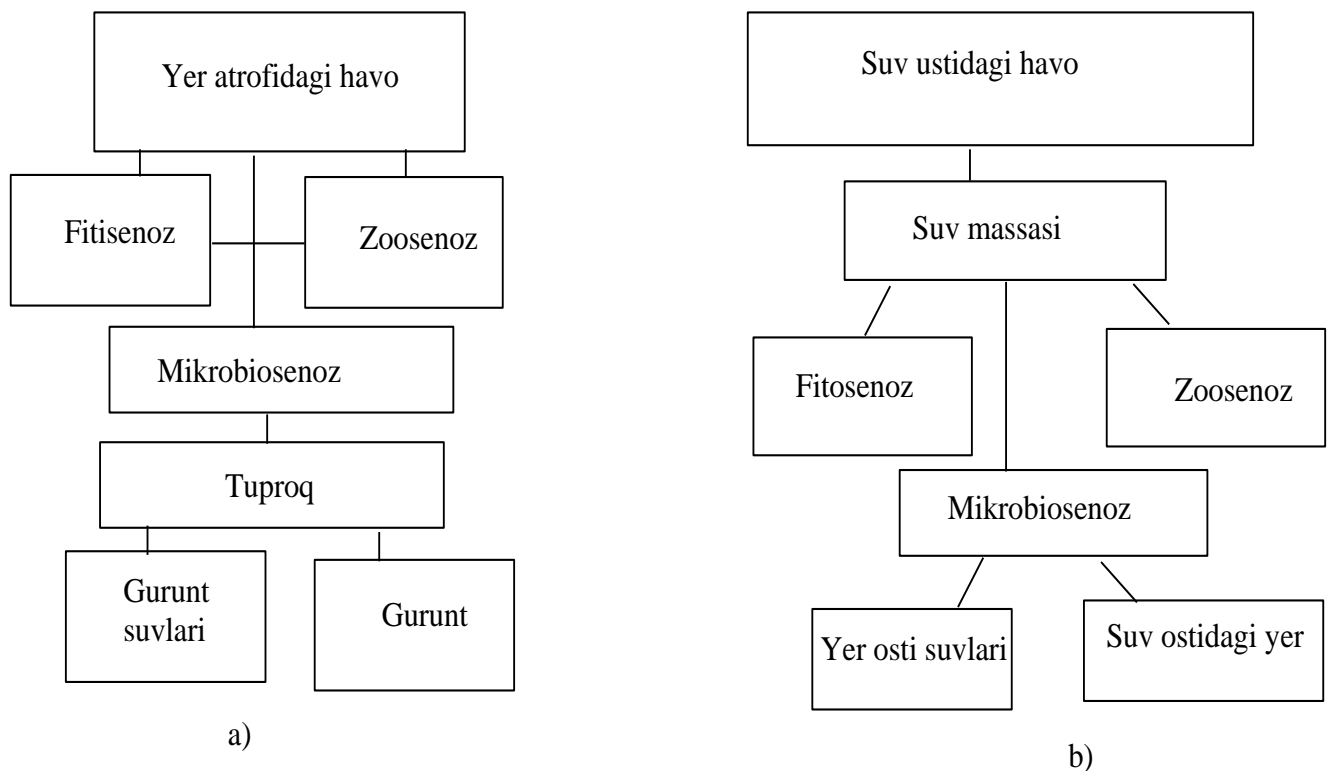 Yer atrofidagi havo
Fitisenoz
Zoosenoz
Mikrobiosenoz
Tuproq
Gurunt
suvlari
Gurunt
a)
Suv ustidagi havo
Suv massasi
Fitosenoz
Zoosenoz
Mikrobiosenoz
Yer osti suvlari
Suv ostidagi yer
b)